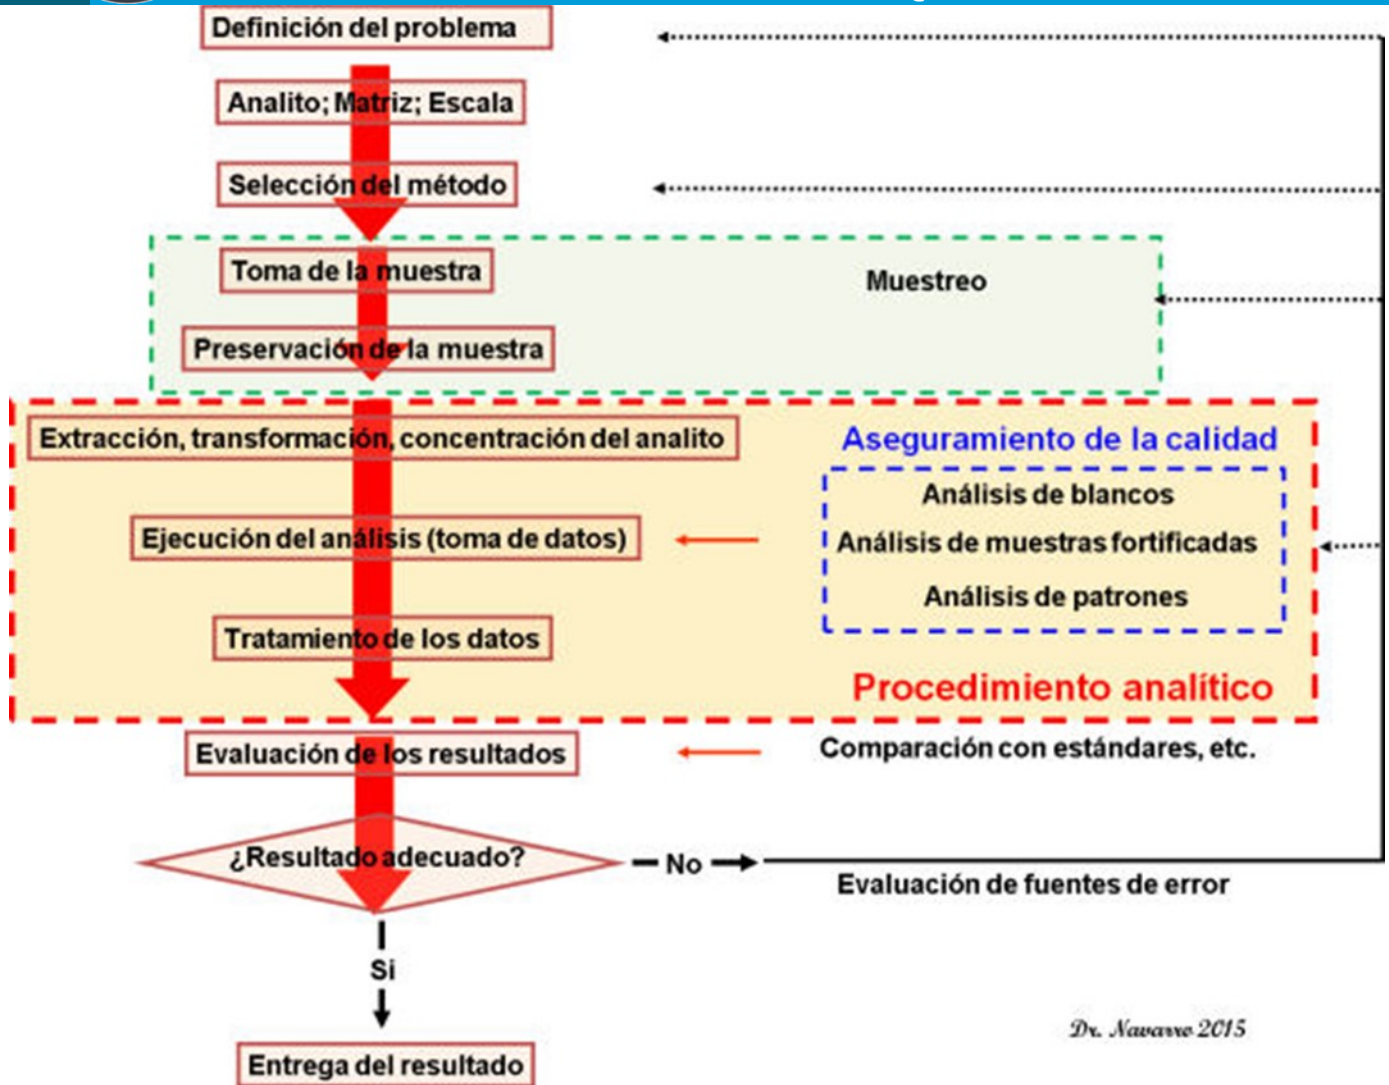 Definición del problema
Analito; Matriz; Escala
Selección del método
Toma de la muestra
Muestreo
Preservación de la muestra
Extracción, transformación, concentración del analito
Aseguramiento de la calidad
Análisis de blancos
Ejecución del análisis (toma de datos)
Análisis de muestras fortificadas
Análisis de patrones
Tratamiento de los datos
Procedimiento analítico
Evaluación de los resultados
Comparación con estándares, etc.
¿Resultado adecuado?
No
Evaluación de fuentes de error
Si
Dr. Navarro 2015
Entrega del resultado